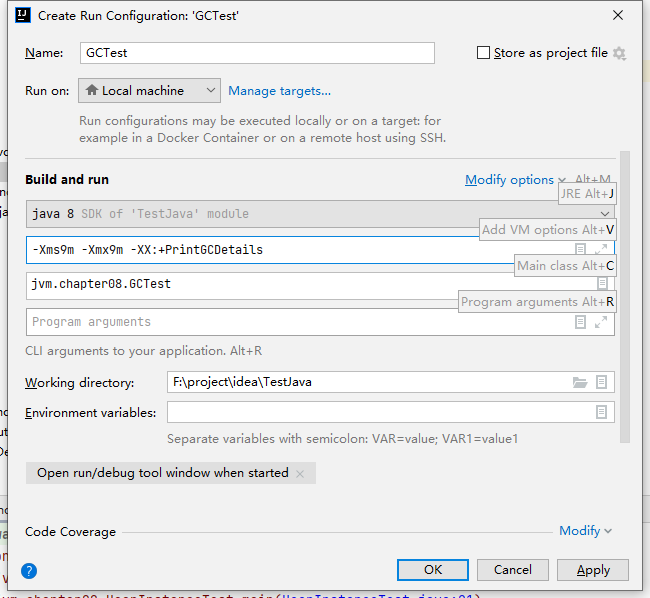 Create Run Configuration: 'GCTest'
Name: GCTest Store as project file
Run on: Local machine Manage targets...
Run configurations may be executed locally or on a target: for
example in a Docker Container or on a remote host using SSH.
Build and run Modify options Alt+M
JRE Alt+J
java 8 SDK of 'TestJava' module
Add VM options Alt+V
-Xms9m -Xmx9m -XX:+PrintGCDetails
Main class Alt+C
jvm.chapter08.GCTest
Program arguments Alt+R
Program arguments
CLI arguments to your application. Alt+R
Working directory: F:\project\idea\TestJava
Environment variables:
Separate variables with semicolon: VAR=value; VAR1=value1
Open run/debug tool window when started
Code Coverage Modify
? OK Cancel Apply